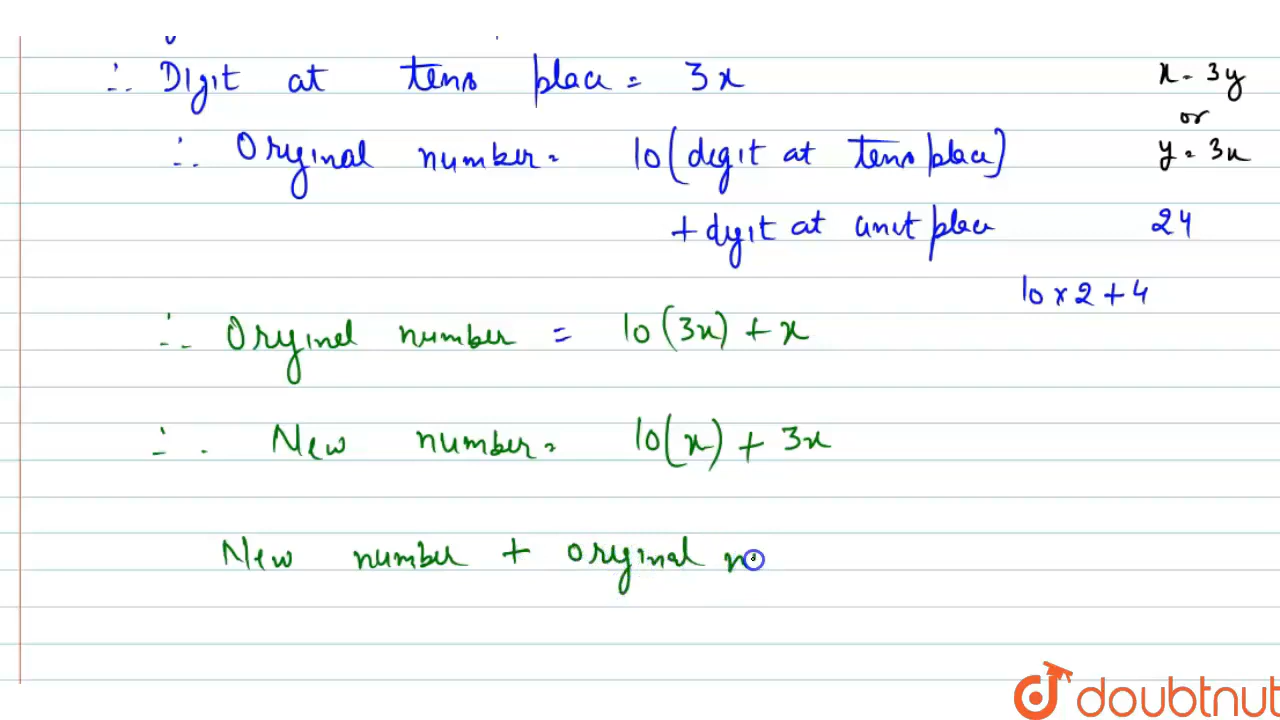 ∴ Digit at tens place = 3x
x = 3y
or
∴ Original number = 10(digit at tens place)
y = 3x
+ digit at unit place
24
10 × 2 + 4
∴ Original number = 10(3x) + x
∴ New number = 10(x) + 3x
New number + original n
doubtnut